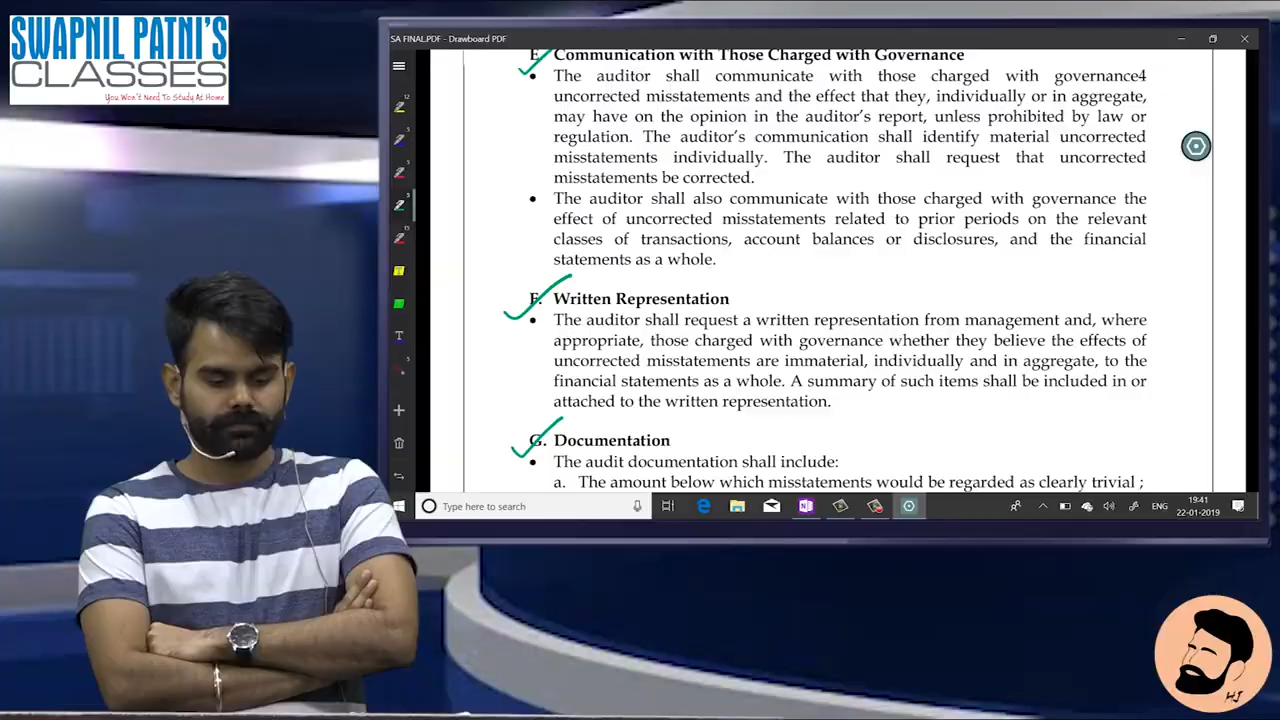 SWAPNIL PATNI'S
CLASSES
You Won't Need To Study At Home
SA FINAL.PDF - Drawboard PDF
E. Communication with Those Charged with Governance
• The auditor shall communicate with those charged with governance4
uncorrected misstatements and the effect that they, individually or in aggregate,
may have on the opinion in the auditor's report, unless prohibited by law or
regulation. The auditor's communication shall identify material uncorrected
misstatements individually. The auditor shall request that uncorrected
misstatements be corrected.
• The auditor shall also communicate with those charged with governance the
effect of uncorrected misstatements related to prior periods on the relevant
classes of transactions, account balances or disclosures, and the financial
statements as a whole.
F. Written Representation
• The auditor shall request a written representation from management and, where
appropriate, those charged with governance whether they believe the effects of
uncorrected misstatements are immaterial, individually and in aggregate, to the
financial statements as a whole. A summary of such items shall be included in or
attached to the written representation.
G. Documentation
• The audit documentation shall include:
a. The amount below which misstatements would be regarded as clearly trivial ;
Type here to search
ENG
19:41
22-01-2019
HJ